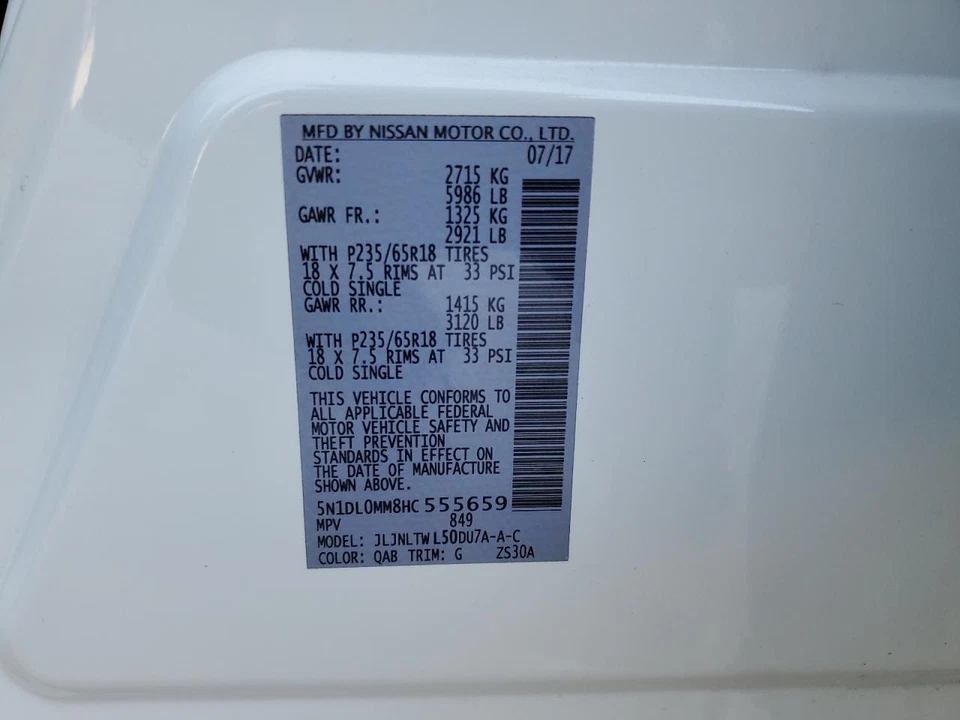 MFD BY NISSAN MOTOR CO., LTD.
DATE: 07/17
GVWR: 2715 KG
5986 LB
GAWR FR.: 1325 KG
2921 LB
WITH P235/65R18 TIRES
18 X 7.5 RIMS AT 33 PSI
COLD SINGLE
GAWR RR.: 1415 KG
3120 LB
WITH P235/65R18 TIRES
18 X 7.5 RIMS AT 33 PSI
COLD SINGLE
THIS VEHICLE CONFORMS TO
ALL APPLICABLE FEDERAL
MOTOR VEHICLE SAFETY AND
THEFT PREVENTION
STANDARDS IN EFFECT ON
THE DATE OF MANUFACTURE
SHOWN ABOVE.
5N1DL0MM8HC 555659
MPV 849
MODEL: JLJNLTW L50DU7A-A-C
COLOR: QAB TRIM: G ZS30A